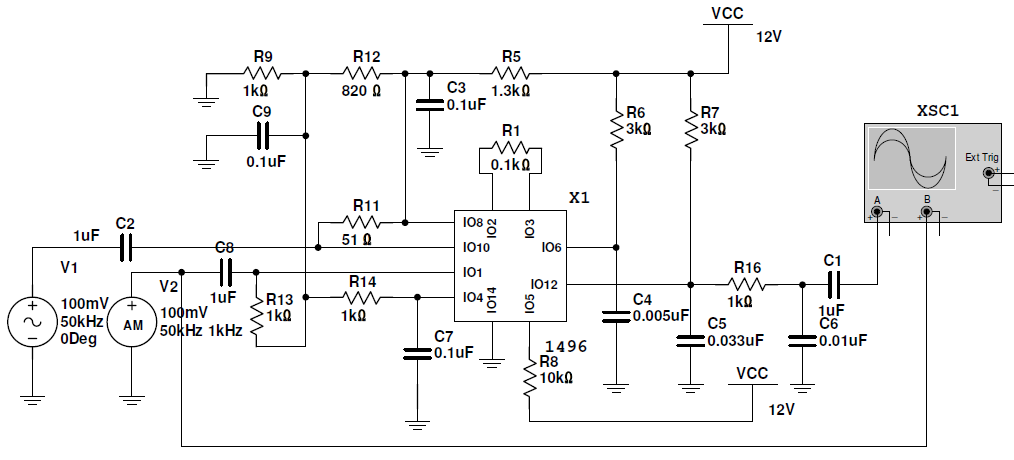 VCC
12V
R9
1kΩ
R12
820 Ω
C3
0.1uF
R5
1.3kΩ
R6
3kΩ
R7
3kΩ
XSC1
Ext Trig
+
_
A
B
+
_
+
_
C9
0.1uF
R1
0.1kΩ
X1
R11
51 Ω
IO8
IO2
IO3
IO10
IO6
IO1
IO12
IO4
IO14
IO5
1496
C2
1uF
C8
1uF
V1
100mV
50kHz
0Deg
V2
AM
100mV
50kHz 1kHz
R13
1kΩ
R14
1kΩ
C7
0.1uF
R8
10kΩ
VCC
12V
C4
0.005uF
C5
0.033uF
R16
1kΩ
C1
1uF
C6
0.01uF